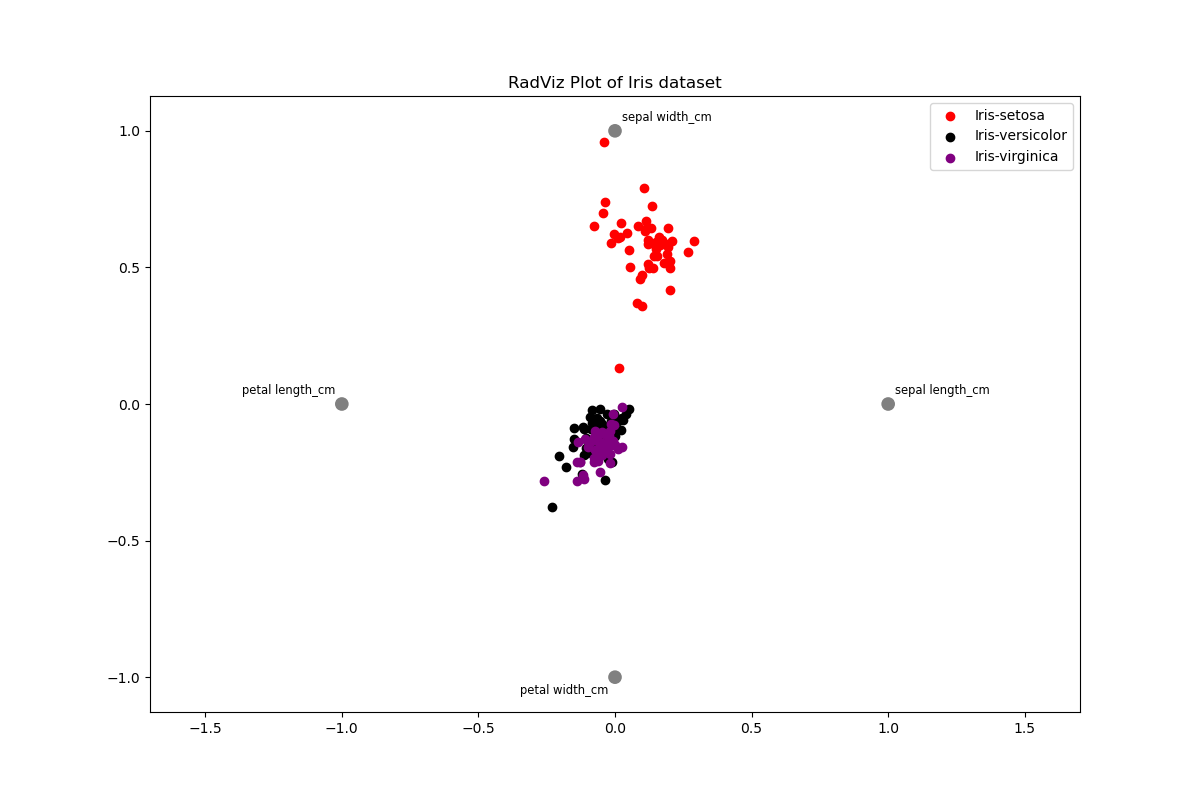 RadViz Plot of Iris dataset
sepal width_cm
Iris-setosa
Iris-versicolor
Iris-virginica
1.0
0.5
petal length_cm
sepal length_cm
0.0
−0.5
−1.0
petal width_cm
−1.5
−1.0
−0.5
0.0
0.5
1.0
1.5